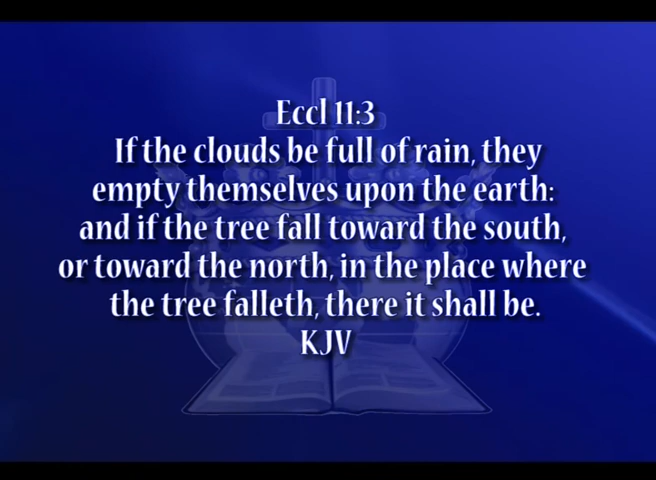 Eccl 11:3
If the clouds be full of rain, they
empty themselves upon the earth:
and if the tree fall toward the south,
or toward the north, in the place where
the tree falleth, there it shall be.
KJV